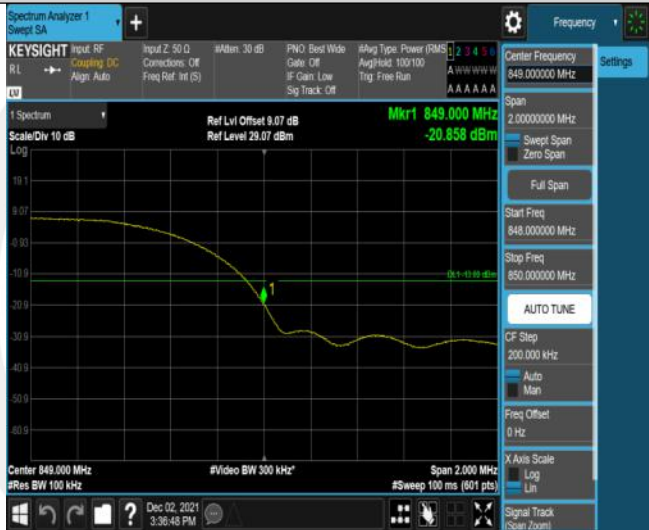 Spectrum Analyzer 1
Swept SA
+
Frequency
KEYSIGHT
RL
Input: RF
Coupling: DC
Align: Auto
Input Z: 50 Ω
Corrections: Off
Freq Ref: Int (S)
#Atten: 30 dB
PNO: Best Wide
Gate: Off
IF Gain: Low
Sig Track: Off
#Avg Type: Power (RMS
Avg|Hold: 100/100
Trig: Free Run
1 2 3 4 5 6
A W W W W W
A A A A A A
1 Spectrum
Scale/Div 10 dB
Log
Ref Lvl Offset 9.07 dB
Ref Level 29.07 dBm
Mkr1 849.000 MHz
-20.858 dBm
19.1
9.07
-0.93
-10.9
-20.9
-30.9
-40.9
-60.9
1
Center 849.000 MHz
#Res BW 100 kHz
#Video BW 300 kHz*
Span 2.000 MHz
#Sweep 100 ms (601 pts)
Center Frequency
849.000000 MHz
Settings
Span
2.00000000 MHz
Swept Span
Zero Span
Full Span
Start Freq
848.000000 MHz
Stop Freq
850.000000 MHz
AUTO TUNE
CF Step
200.000 kHz
Auto
Man
Freq Offset
0 Hz
X Axis Scale
Log
Lin
Signal Track
(Span Zoom)
?
Dec 02, 2021
3:36:48 PM